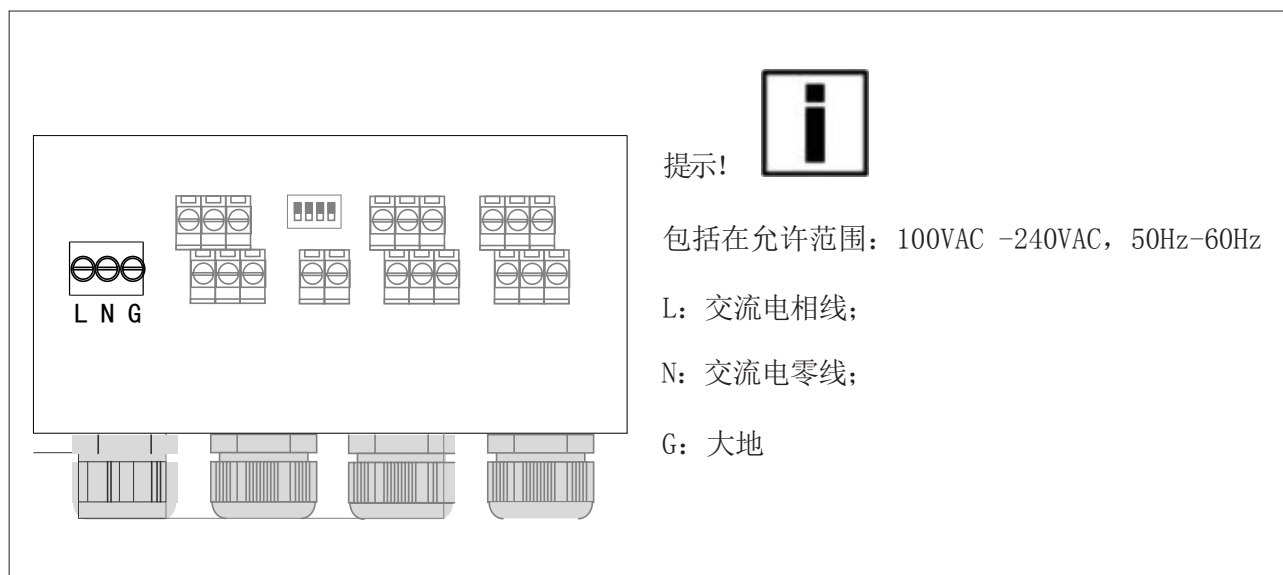 L N G
提示!
包括在允许范围: 100VAC -240VAC, 50Hz-60Hz
L: 交流电相线;
N: 交流电零线;
G: 大地